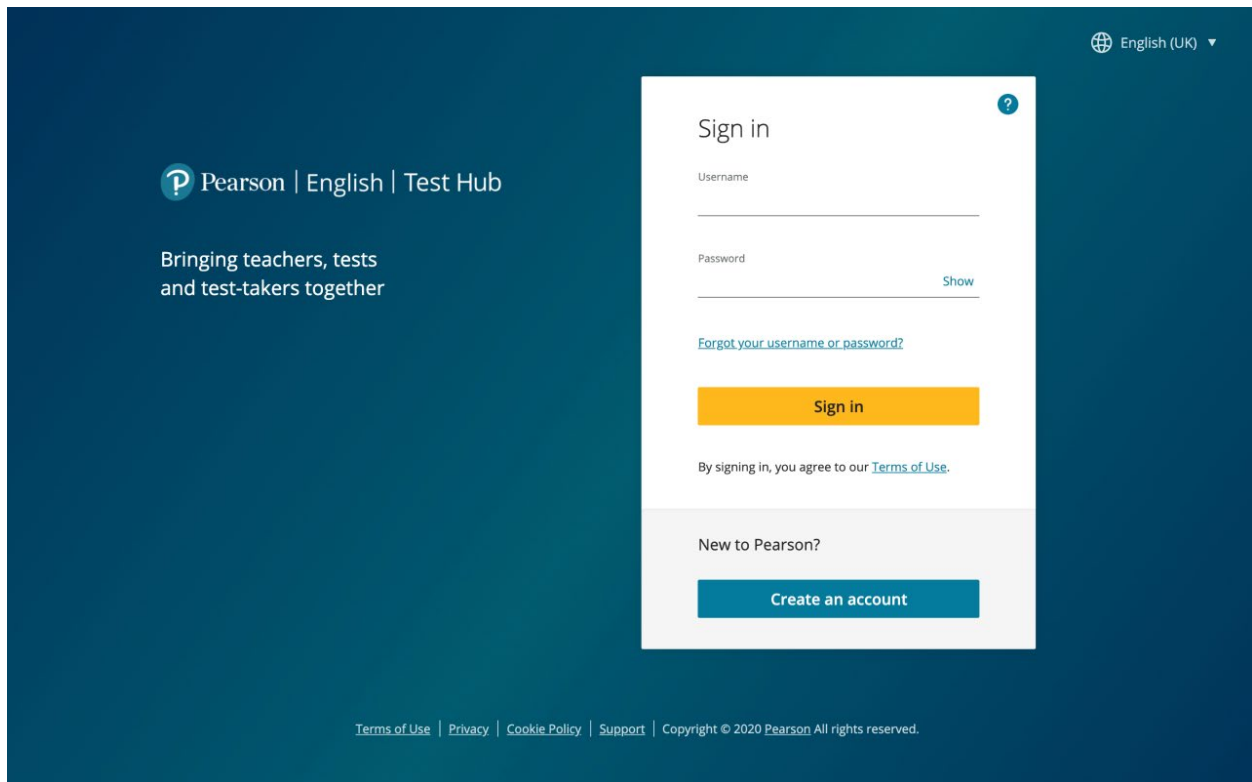 English (UK) ▼
?
Sign in
Pearson | English | Test Hub
Username
Bringing teachers, tests
and test-takers together
Password
Show
Forgot your username or password?
Sign in
By signing in, you agree to our Terms of Use.
New to Pearson?
Create an account
Terms of Use | Privacy | Cookie Policy | Support | Copyright © 2020 Pearson All rights reserved.